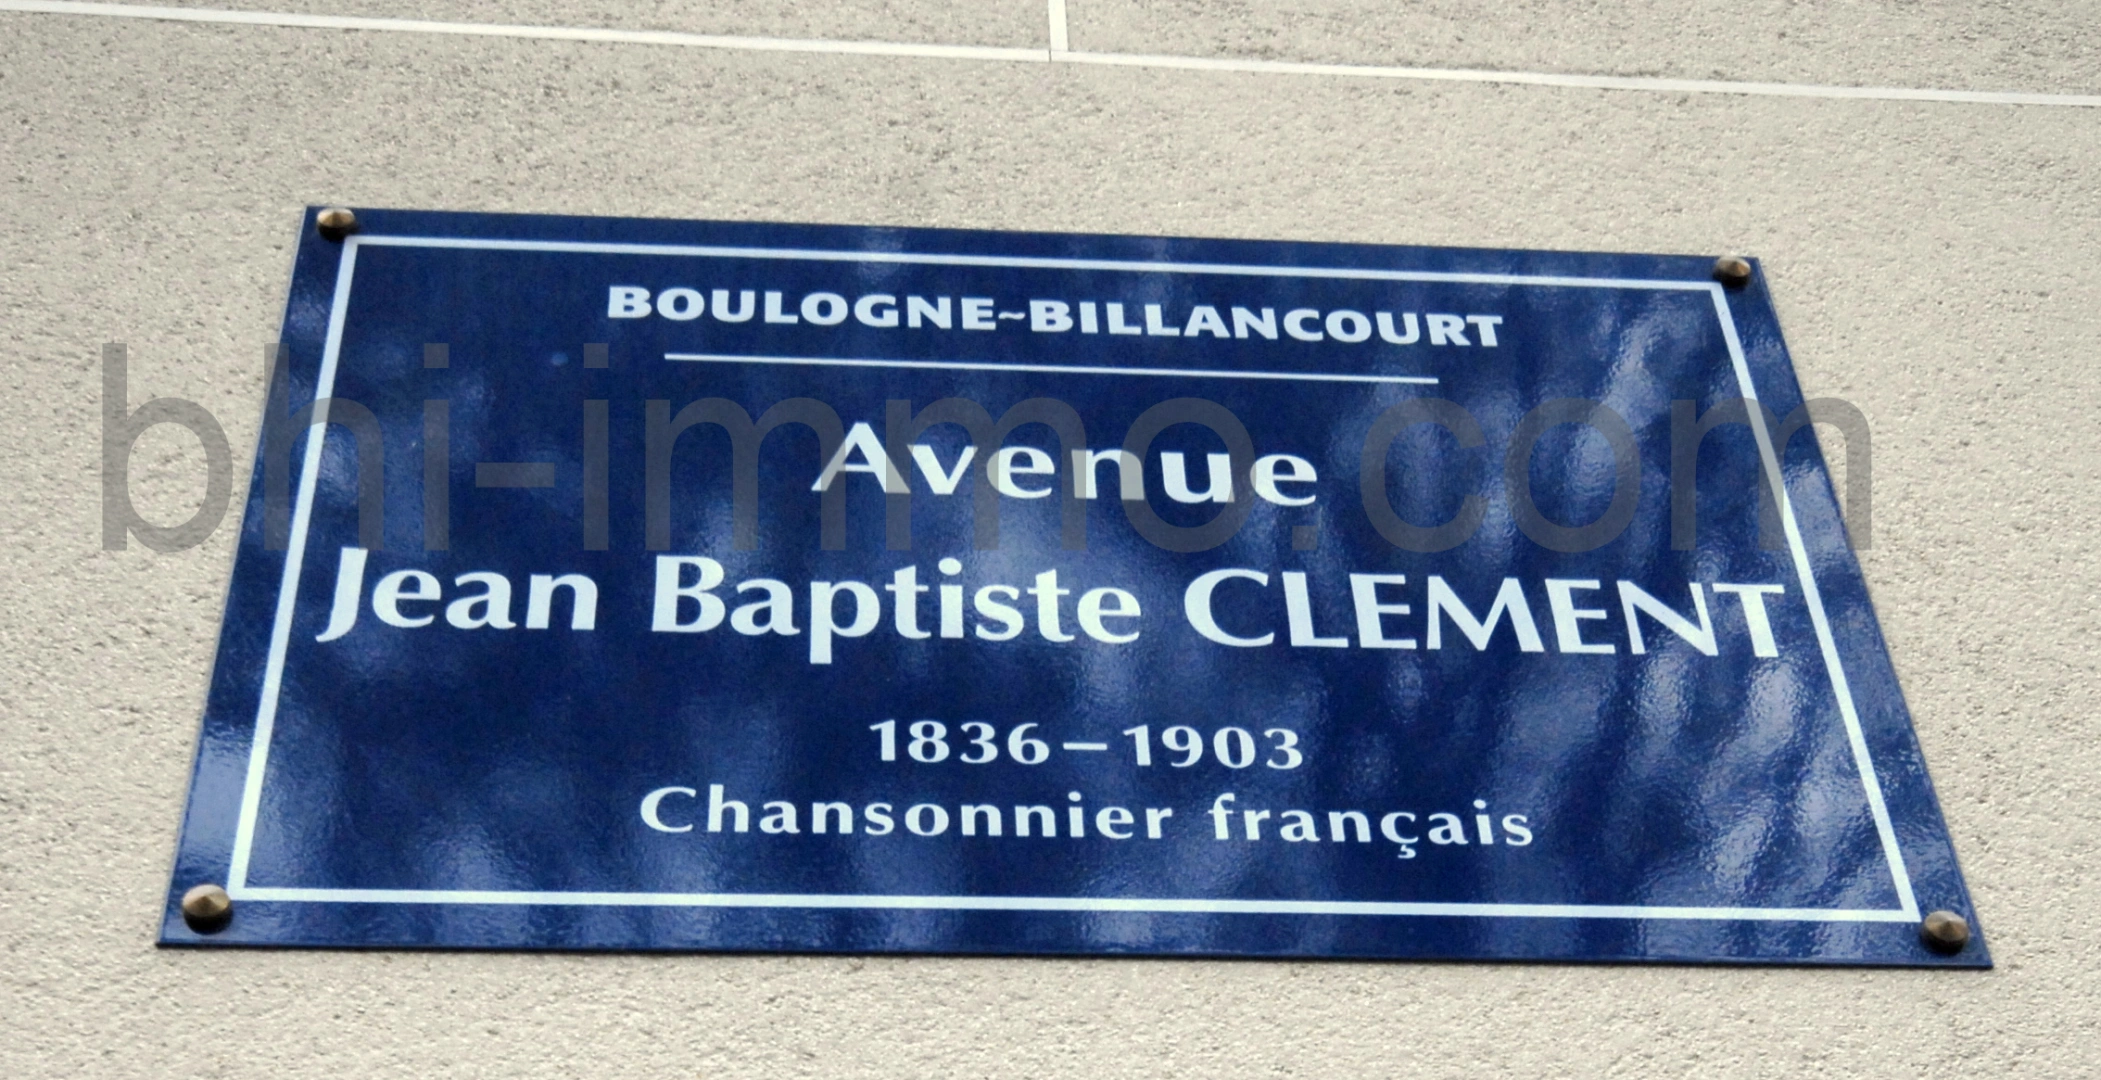 BOULOGNE~BILLANCOURT
bhi-immo.com
Avenue
Jean Baptiste CLEMENT
1836–1903
Chansonnier français